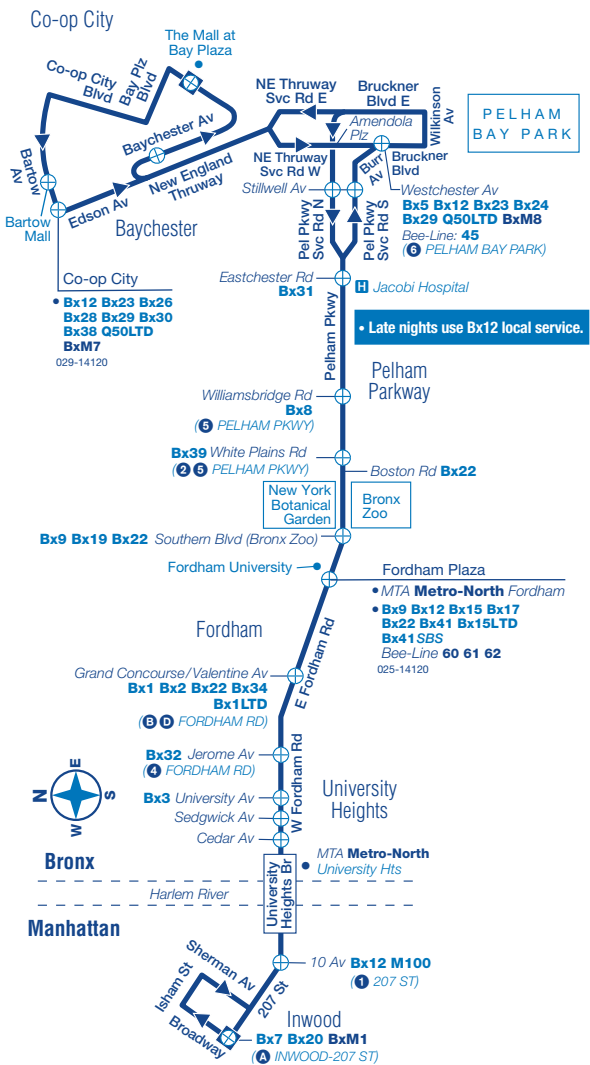 Co-op City
The Mall at
Bay Plaza
Co-op City
Blvd
Bay Plz
Blvd
NE Thruway
Svc Rd E
Bruckner
Blvd E
Wilkinson
Av
PELHAM
BAY PARK
Amendola
Plz
Baychester Av
Bartow
Av
NE Thruway
Svc Rd W
Burr
Av
Bruckner
Blvd
New England
Thruway
Stillwell Av
Westchester Av
Bx5 Bx12 Bx23 Bx24
Bx29 Q50LTD BxM8
Bee-Line: 45
(6 PELHAM BAY PARK)
Edson Av
Bartow
Mall
Baychester
Pel Pkwy
Svc Rd N
Pel Pkwy
Svc Rd S
Co-op City
• Bx12 Bx23 Bx26
Bx28 Bx29 Bx30
Bx38 Q50LTD
BxM7
029-14120
Eastchester Rd
Bx31
H Jacobi Hospital
• Late nights use Bx12 local service.
Pelham Pkwy
Pelham
Parkway
Williamsbridge Rd
Bx8
(5 PELHAM PKWY)
Bx39 White Plains Rd
(2 5 PELHAM PKWY)
Boston Rd Bx22
New York
Botanical
Garden
Bronx
Zoo
Bx9 Bx19 Bx22 Southern Blvd (Bronx Zoo)
Fordham University
Fordham Plaza
• MTA Metro-North Fordham
• Bx9 Bx12 Bx15 Bx17
Bx22 Bx41 Bx15LTD
Bx41SBS
Bee-Line 60 61 62
025-14120
Fordham
E Fordham Rd
Grand Concourse/Valentine Av
Bx1 Bx2 Bx22 Bx34
Bx1LTD
(B D FORDHAM RD)
Bx32 Jerome Av
(4 FORDHAM RD)
W Fordham Rd
Bx3 University Av
Sedgwick Av
Cedar Av
University
Heights
N
E
S
W
Bronx
MTA Metro-North
University Hts
University
Heights Br
Harlem River
Manhattan
10 Av Bx12 M100
(1 207 ST)
Sherman Av
Isham St
207 St
Broadway
Inwood
Bx7 Bx20 BxM1
(A INWOOD-207 ST)